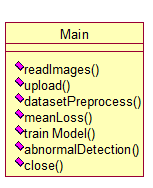 Main
readImages()
upload()
datasetPreprocess()
meanLoss()
train Model()
abnormalDetection()
close()